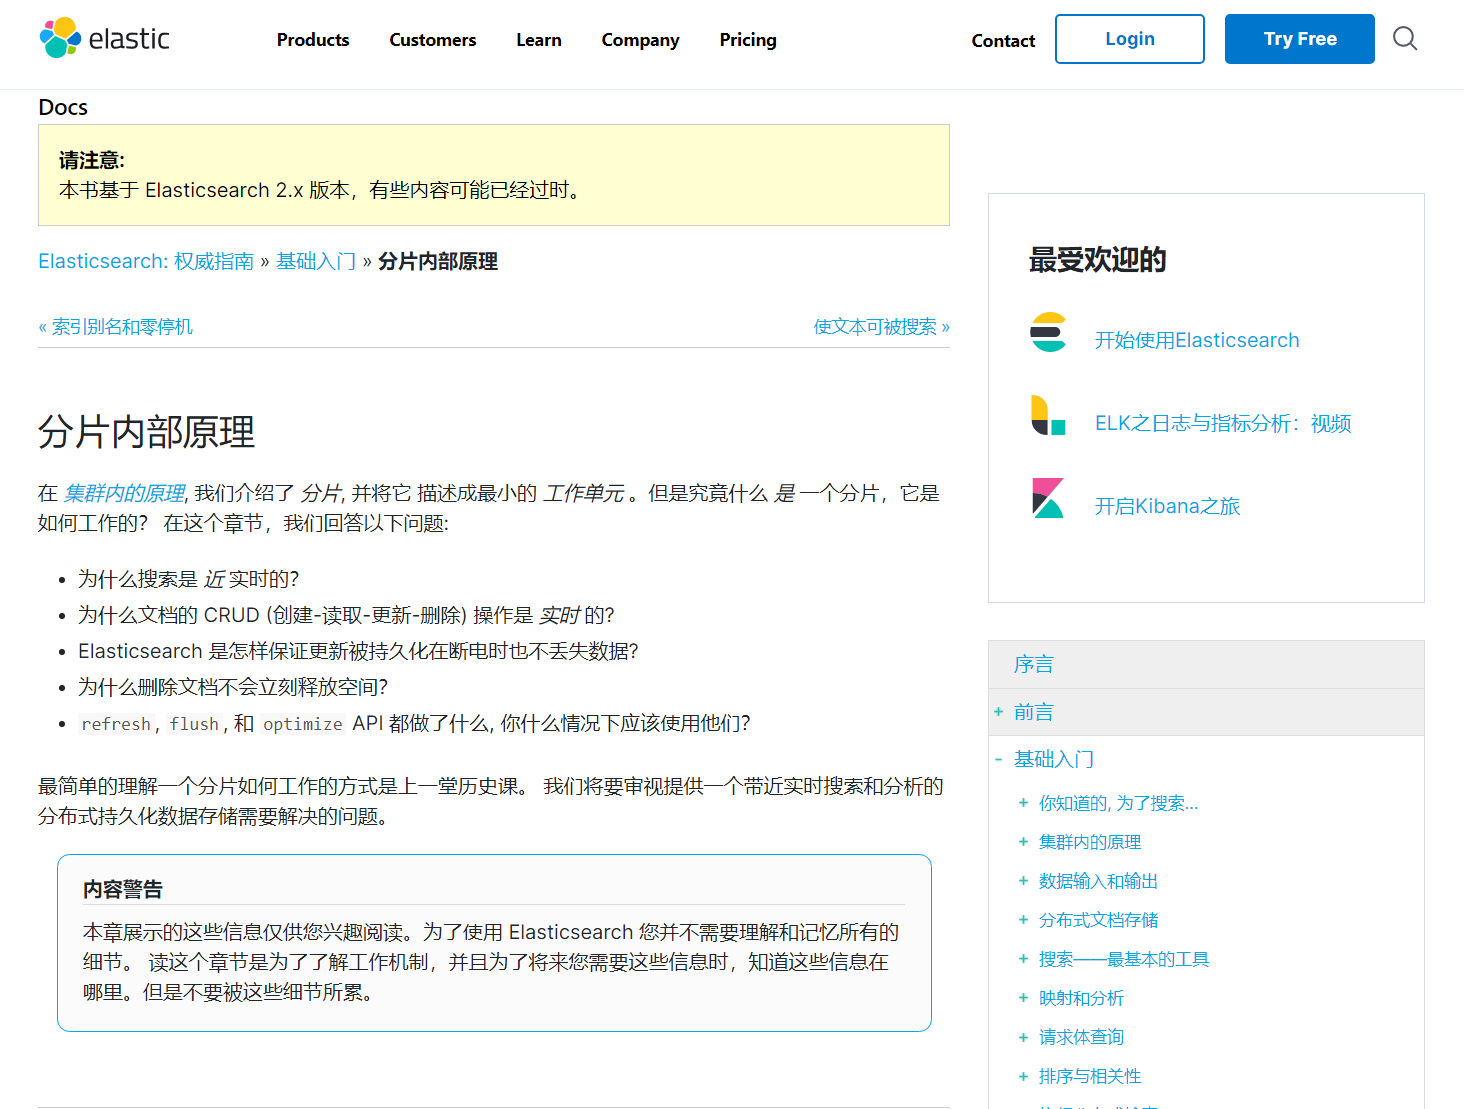 elastic
Products Customers Learn Company Pricing
Contact Login Try Free
Docs
请注意:
本书基于 Elasticsearch 2.x 版本，有些内容可能已经过时。
Elasticsearch: 权威指南 » 基础入门 » 分片内部原理
« 索引别名和零停机
使文本可被搜索 »
分片内部原理
在 集群内的原理, 我们介绍了 分片, 并将它 描述成最小的 工作单元 。但是究竟什么 是 一个分片，它是
如何工作的？ 在这个章节，我们回答以下问题:
• 为什么搜索是 近 实时的？
• 为什么文档的 CRUD (创建-读取-更新-删除) 操作是 实时 的?
• Elasticsearch 是怎样保证更新被持久化在断电时也不丢失数据?
• 为什么删除文档不会立刻释放空间？
• refresh, flush, 和 optimize API 都做了什么, 你什么情况下应该使用他们？
最简单的理解一个分片如何工作的方式是上一堂历史课。 我们将要审视提供一个带近实时搜索和分析的
分布式持久化数据存储需要解决的问题。
内容警告
本章展示的这些信息仅供您兴趣阅读。为了使用 Elasticsearch 您并不需要理解和记忆所有的
细节。 读这个章节是为了了解工作机制，并且为了将来您需要这些信息时，知道这些信息在
哪里。但是不要被这些细节所累。
最受欢迎的
开始使用Elasticsearch
ELK之日志与指标分析：视频
开启Kibana之旅
序言
+ 前言
- 基础入门
+ 你知道的, 为了搜索…
+ 集群内的原理
+ 数据输入和输出
+ 分布式文档存储
+ 搜索——最基本的工具
+ 映射和分析
+ 请求体查询
+ 排序与相关性